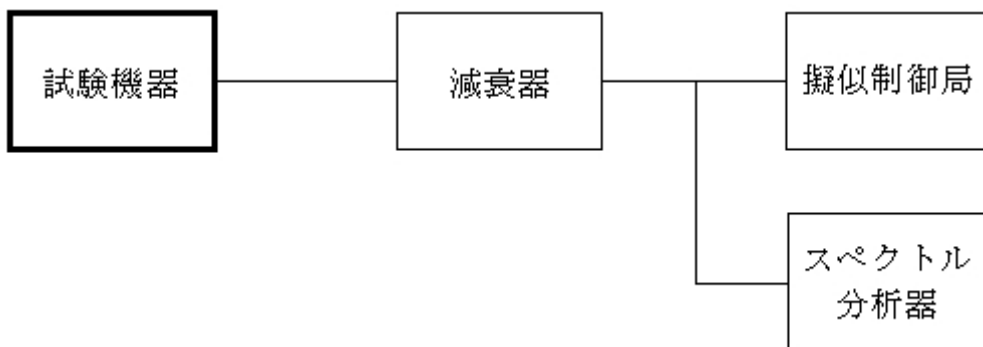 試験機器
減衰器
擬似制御局
スペクトル
分析器